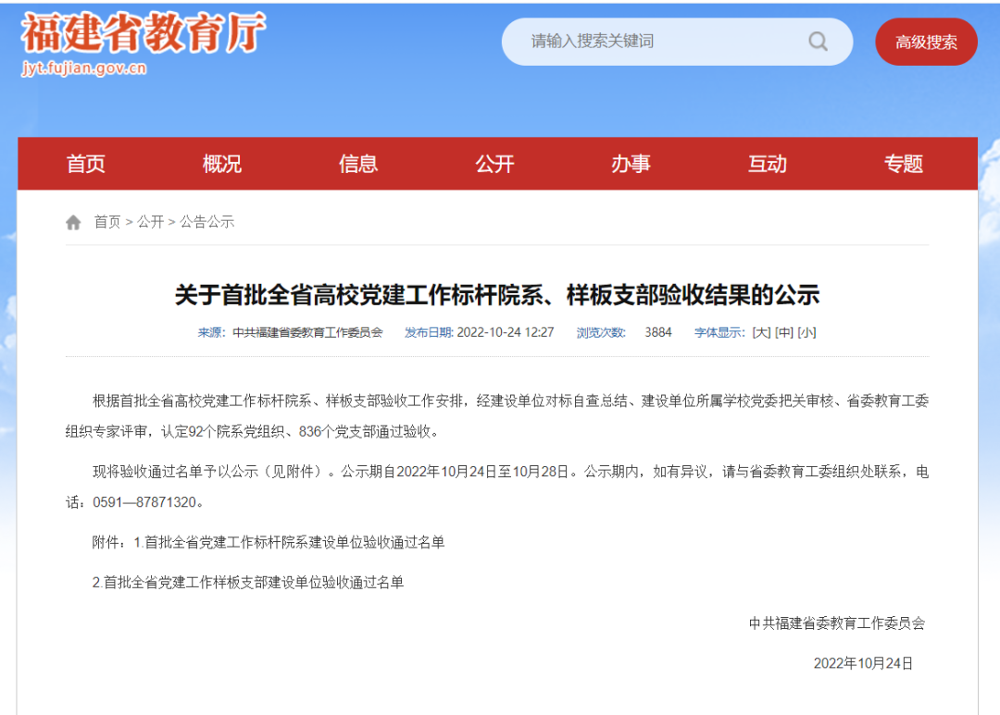 福建省教育厅
jyt.fujian.gov.cn
请输入搜索关键词
高级搜索
首页 概况 信息 公开 办事 互动 专题
首页 > 公开 > 公告公示
关于首批全省高校党建工作标杆院系、样板支部验收结果的公示
来源：中共福建省委教育工作委员会 发布日期: 2022-10-24 12:27 浏览次数: 3884 字体显示：[大] [中] [小]
根据首批全省高校党建工作标杆院系、样板支部验收工作安排，经建设单位对标自查总结、建设单位所属学校党委把关审核、省委教育工委
组织专家评审，认定92个院系党组织、836个党支部通过验收。
现将验收通过名单予以公示（见附件）。公示期自2022年10月24日至10月28日。公示期内，如有异议，请与省委教育工委组织处联系，电
话：0591—87871320。
附件：1.首批全省党建工作标杆院系建设单位验收通过名单
2.首批全省党建工作样板支部建设单位验收通过名单
中共福建省委教育工作委员会
2022年10月24日